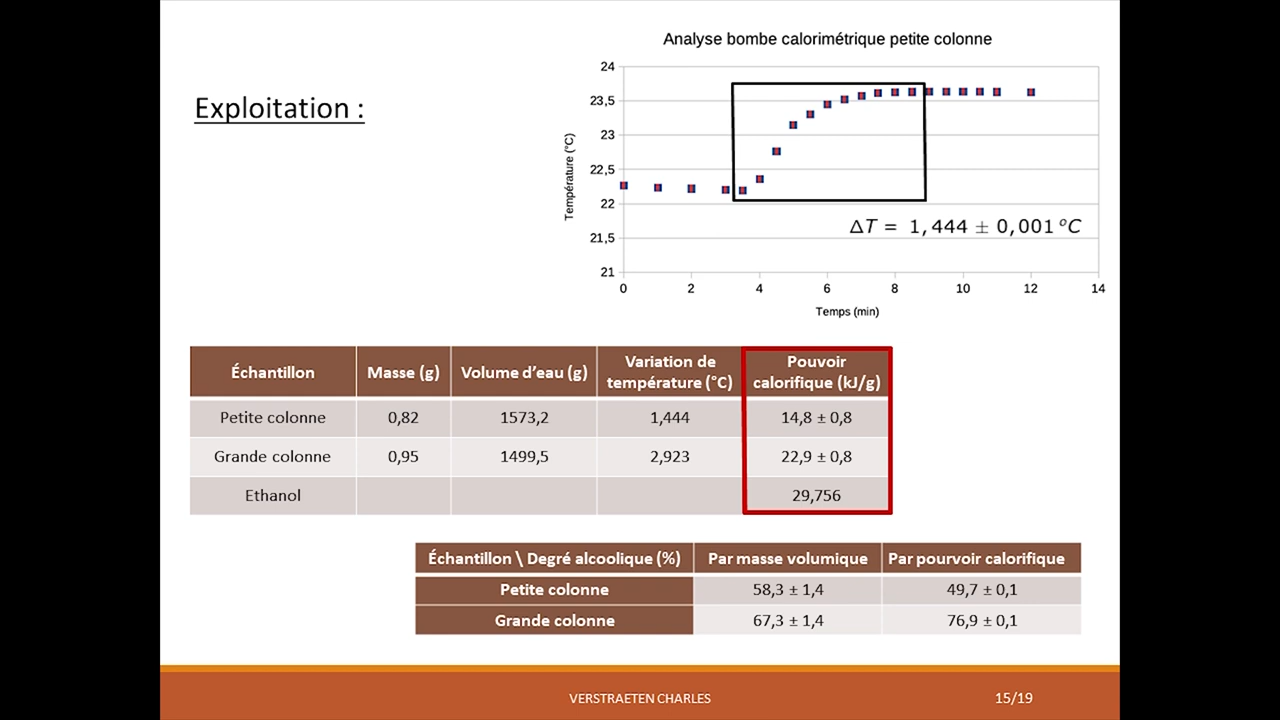 Analyse bombe calorimétrique petite colonne
Exploitation :
24
23,5
23
22,5
22
21,5
21
Température (°C)
ΔT = 1,444 ± 0,001 °C
0 2 4 6 8 10 12 14
Temps (min)
Échantillon Masse (g) Volume d'eau (g) Variation de température (°C) Pouvoir calorifique (kJ/g)
Petite colonne 0,82 1573,2 1,444 14,8 ± 0,8
Grande colonne 0,95 1499,5 2,923 22,9 ± 0,8
Ethanol 29,756
Échantillon \ Degré alcoolique (%) Par masse volumique Par pourvoir calorifique
Petite colonne 58,3 ± 1,4 49,7 ± 0,1
Grande colonne 67,3 ± 1,4 76,9 ± 0,1
VERSTRAETEN CHARLES 15/19